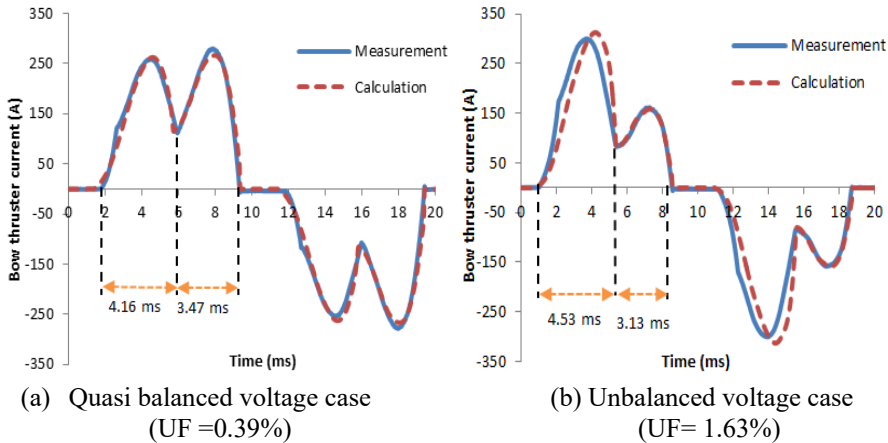 350
250
150
50
-50
-150
-250
-350
Bow thruster current (A)
Measurement
Calculation
0 2 4 6 8 10 12 14 16 18 20
4.16 ms 3.47 ms
Time (ms)
(a) Quasi balanced voltage case
(UF =0.39%)
350
250
150
50
-50
-150
-250
-350
Bow thruster current (A)
Measurement
Calculation
0 2 4 6 8 10 12 14 16 18 20
4.53 ms 3.13 ms
Time (ms)
(b) Unbalanced voltage case
(UF= 1.63%)